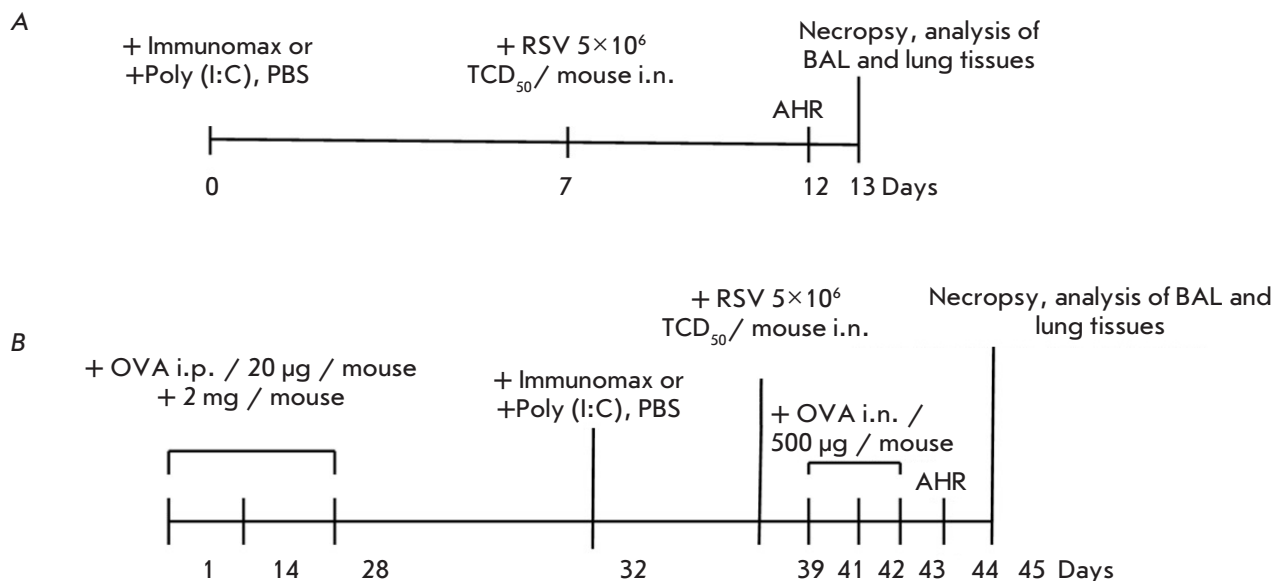 A
+ Immunomax or
+Poly (I:C), PBS
+ RSV 5×10⁶
TCD₅₀/ mouse i.n.
Necropsy, analysis of
BAL and lung tissues
AHR
0
7
12
13 Days
B
+ OVA i.p. / 20 µg / mouse
+ 2 mg / mouse
+ Immunomax or
+Poly (I:C), PBS
+ RSV 5×10⁶
TCD₅₀/ mouse i.n.
+ OVA i.n. /
500 µg / mouse
AHR
Necropsy, analysis of BAL and
lung tissues
1 14 28 32 39 41 42 43 44 45 Days